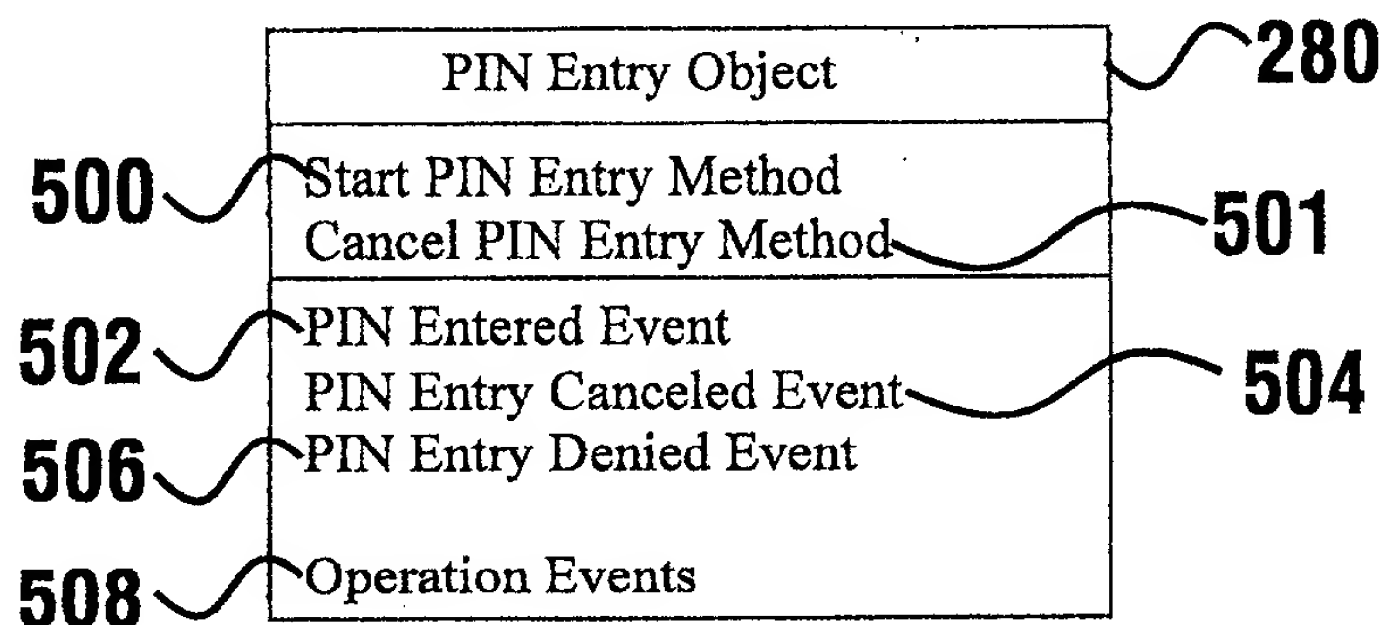 PIN Entry Object 280
500 Start PIN Entry Method
Cancel PIN Entry Method 501
502 PIN Entered Event
PIN Entry Canceled Event 504
506 PIN Entry Denied Event
508 Operation Events